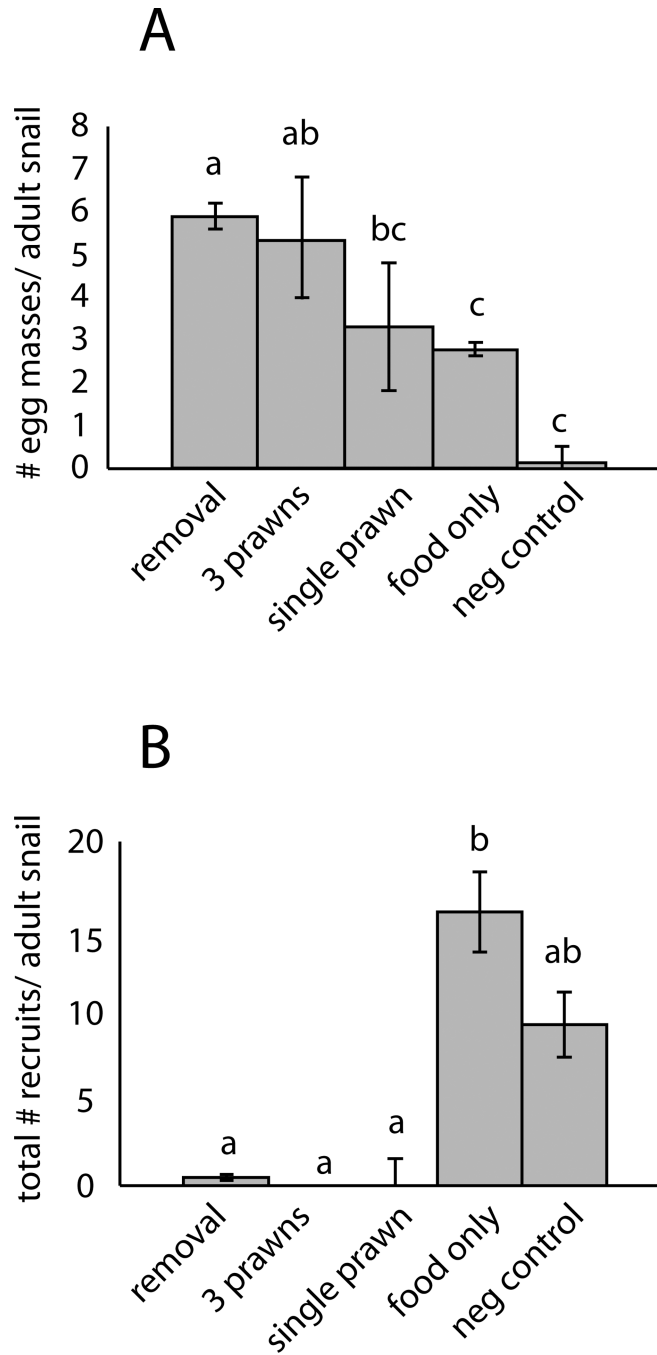 A
# egg masses/ adult snail
8
7
6
5
4
3
2
1
0
a
ab
bc
c
c
removal
3 prawns
single prawn
food only
neg control
B
total # recruits/ adult snail
20
15
10
5
0
a
a
a
b
ab
removal
3 prawns
single prawn
food only
neg control